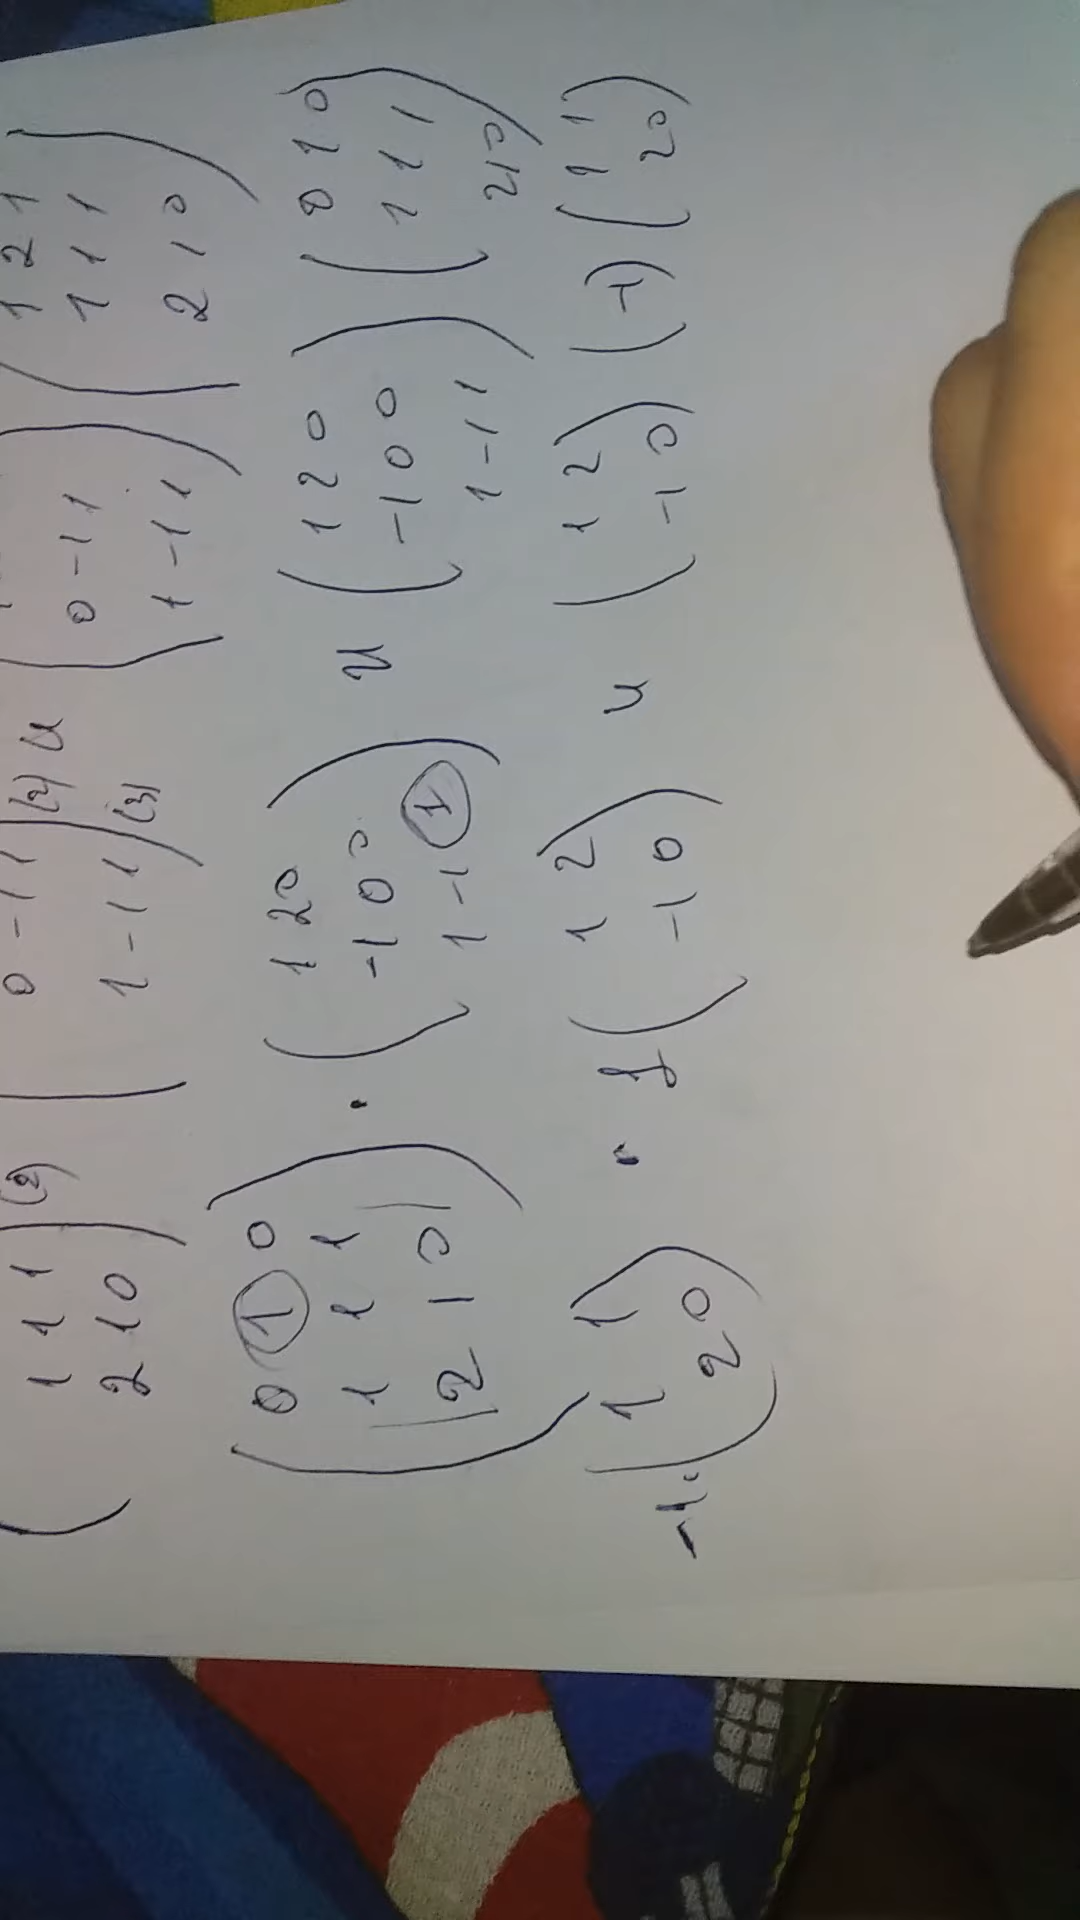 1 2 1
( 1 1 1 ) (2) ( 0 -1 1 ) (2) и ( 0 -1 1 ) ( 1 1 1 )
2 1 0 1 -1 1 (3) 1 -1 1 2 1 0
( 0 1 0 ) · ( 1 2 0 ) и ( 1 2 0 ) ( 0 1 0 )
1 1 1 -1 0 0 -1 0 0 1 1 1
2 1 0 1 -1 1 1 -1 1 2 1 0
-1· ( 1 1 ) · 1 ( 1 2 ) и ( 1 2 ) (-1) ( 1 1 )
2 0 -1 0 -1 0 2 0